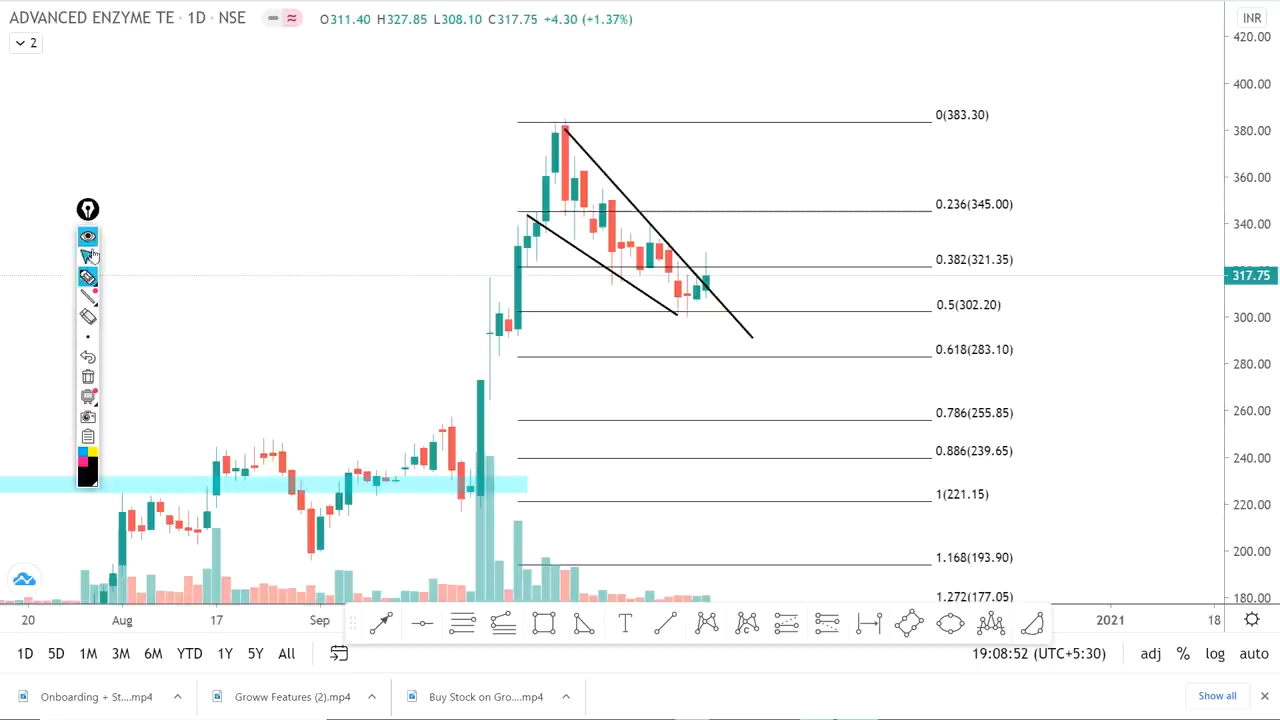 ADVANCED ENZYME TE · 1D · NSE
O311.40 H327.85 L308.10 C317.75 +4.30 (+1.37%)
INR
2
420.00
400.00
380.00
360.00
340.00
317.75
300.00
280.00
260.00
240.00
220.00
200.00
180.00
0(383.30)
0.236(345.00)
0.382(321.35)
0.5(302.20)
0.618(283.10)
0.786(255.85)
0.886(239.65)
1(221.15)
1.168(193.90)
1.272(177.05)
20 Aug 17 Sep 2021 18
1D 5D 1M 3M 6M YTD 1Y 5Y All
19:08:52 (UTC+5:30) adj % log auto
Onboarding + St....mp4
Groww Features (2).mp4
Buy Stock on Gro....mp4
Show all